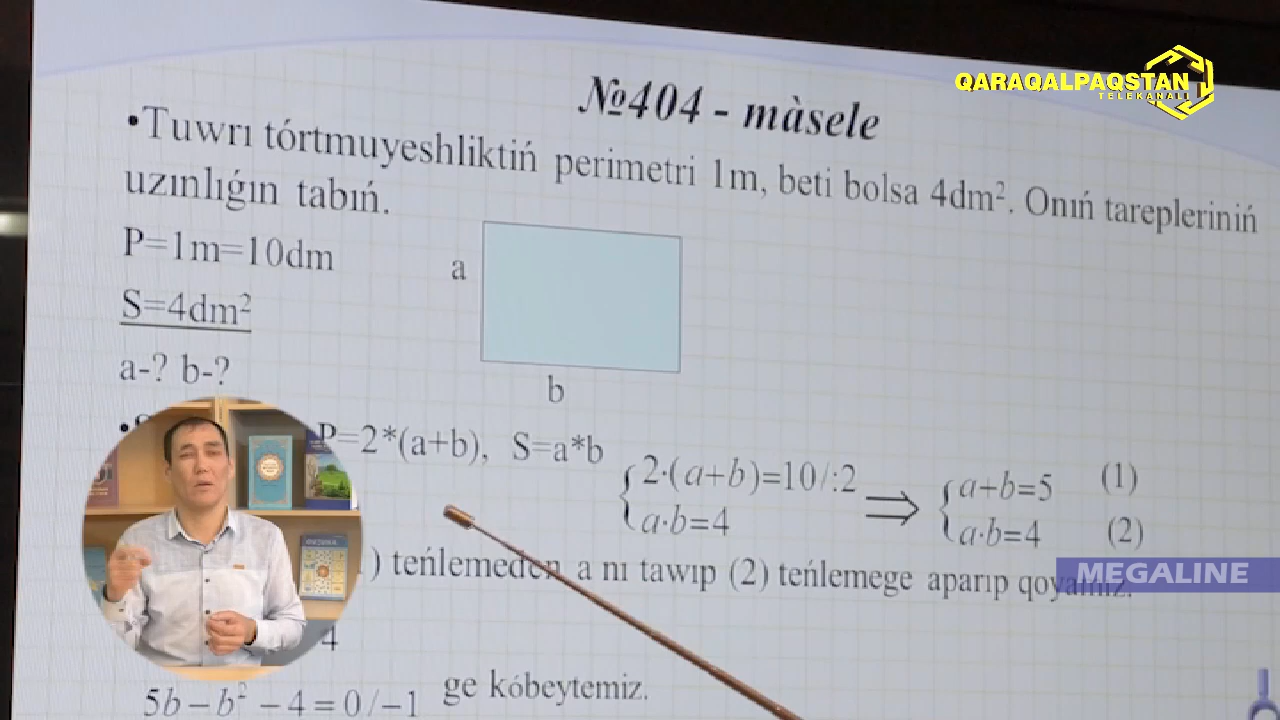 QARAQALPAQSTAN
TELEKANALI
№404 - màsele
•Tuwrı tórtmuyeshliktiń perimetri 1m, beti bolsa 4dm². Onıń tarepleriniń
uzınlıǵın tabıń.
P=1m=10dm
a
S=4dm²
a-? b-?
b
P=2*(a+b), S=a*b
2·(a+b)=10/:2 ⇒ a+b=5 (1)
a·b=4 a·b=4 (2)
) teńlemeden a nı tawıp (2) teńlemege aparıp qoyamız.
MEGALINE
4
5b−b²−4=0/−1 ge kóbeytemiz.